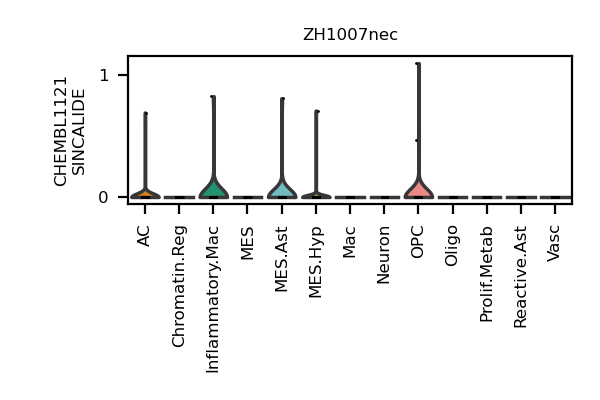 ZH1007nec
CHEMBL1121
SINCALIDE
1
0
AC
Chromatin.Reg
Inflammatory.Mac
MES
MES.Ast
MES.Hyp
Mac
Neuron
OPC
Oligo
Prolif.Metab
Reactive.Ast
Vasc